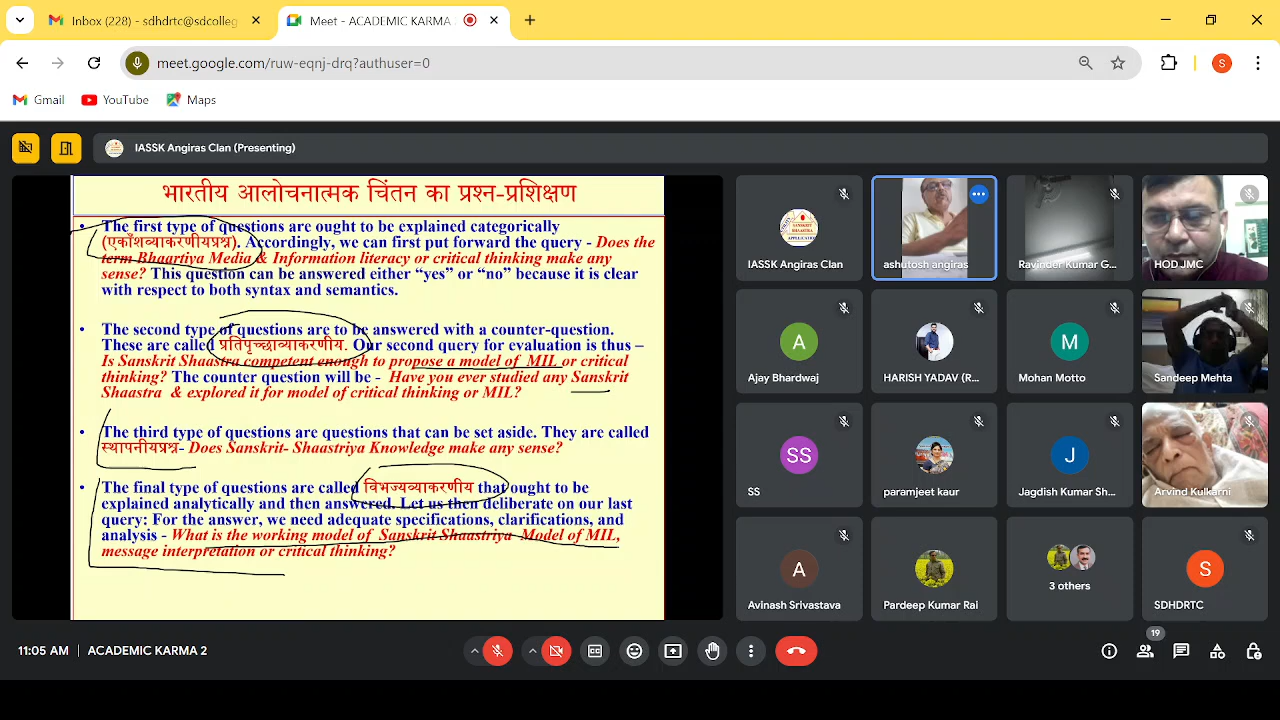 Inbox (228) - sdhdrtc@sdcolleg
Meet - ACADEMIC KARMA
meet.google.com/ruw-eqnj-drq?authuser=0
S
Gmail
YouTube
Maps
IASSK Angiras Clan (Presenting)
भारतीय आलोचनात्मक चिंतन का प्रश्न-प्रशिक्षण
• The first type of questions are ought to be explained categorically
(एकाँशव्याकरणीयप्रश्न). Accordingly, we can first put forward the query - Does the
term Bhaartiya Media & Information literacy or critical thinking make any
sense? This question can be answered either “yes” or “no” because it is clear
with respect to both syntax and semantics.
• The second type of questions are to be answered with a counter-question.
These are called प्रतिपृच्छाव्याकरणीय. Our second query for evaluation is thus –
Is Sanskrit Shaastra competent enough to propose a model of MIL or critical
thinking? The counter question will be - Have you ever studied any Sanskrit
Shaastra & explored it for model of critical thinking or MIL?
• The third type of questions are questions that can be set aside. They are called
स्थापनीयप्रश्न- Does Sanskrit- Shaastriya Knowledge make any sense?
• The final type of questions are called विभज्यव्याकरणीय that ought to be
explained analytically and then answered. Let us then deliberate on our last
query: For the answer, we need adequate specifications, clarifications, and
analysis - What is the working model of Sanskrit Shaastriya Model of MIL,
message interpretation or critical thinking?
IASSK Angiras Clan
ashutosh angiras
Ravinder Kumar G...
HOD JMC
A
Ajay Bhardwaj
HARISH YADAV (R...
M
Mohan Motto
Sandeep Mehta
SS
SS
paramjeet kaur
J
Jagdish Kumar Sh...
Arvind Kulkarni
A
Avinash Srivastava
Pardeep Kumar Rai
3 others
S
SDHDRTC
11:05 AM | ACADEMIC KARMA 2
19